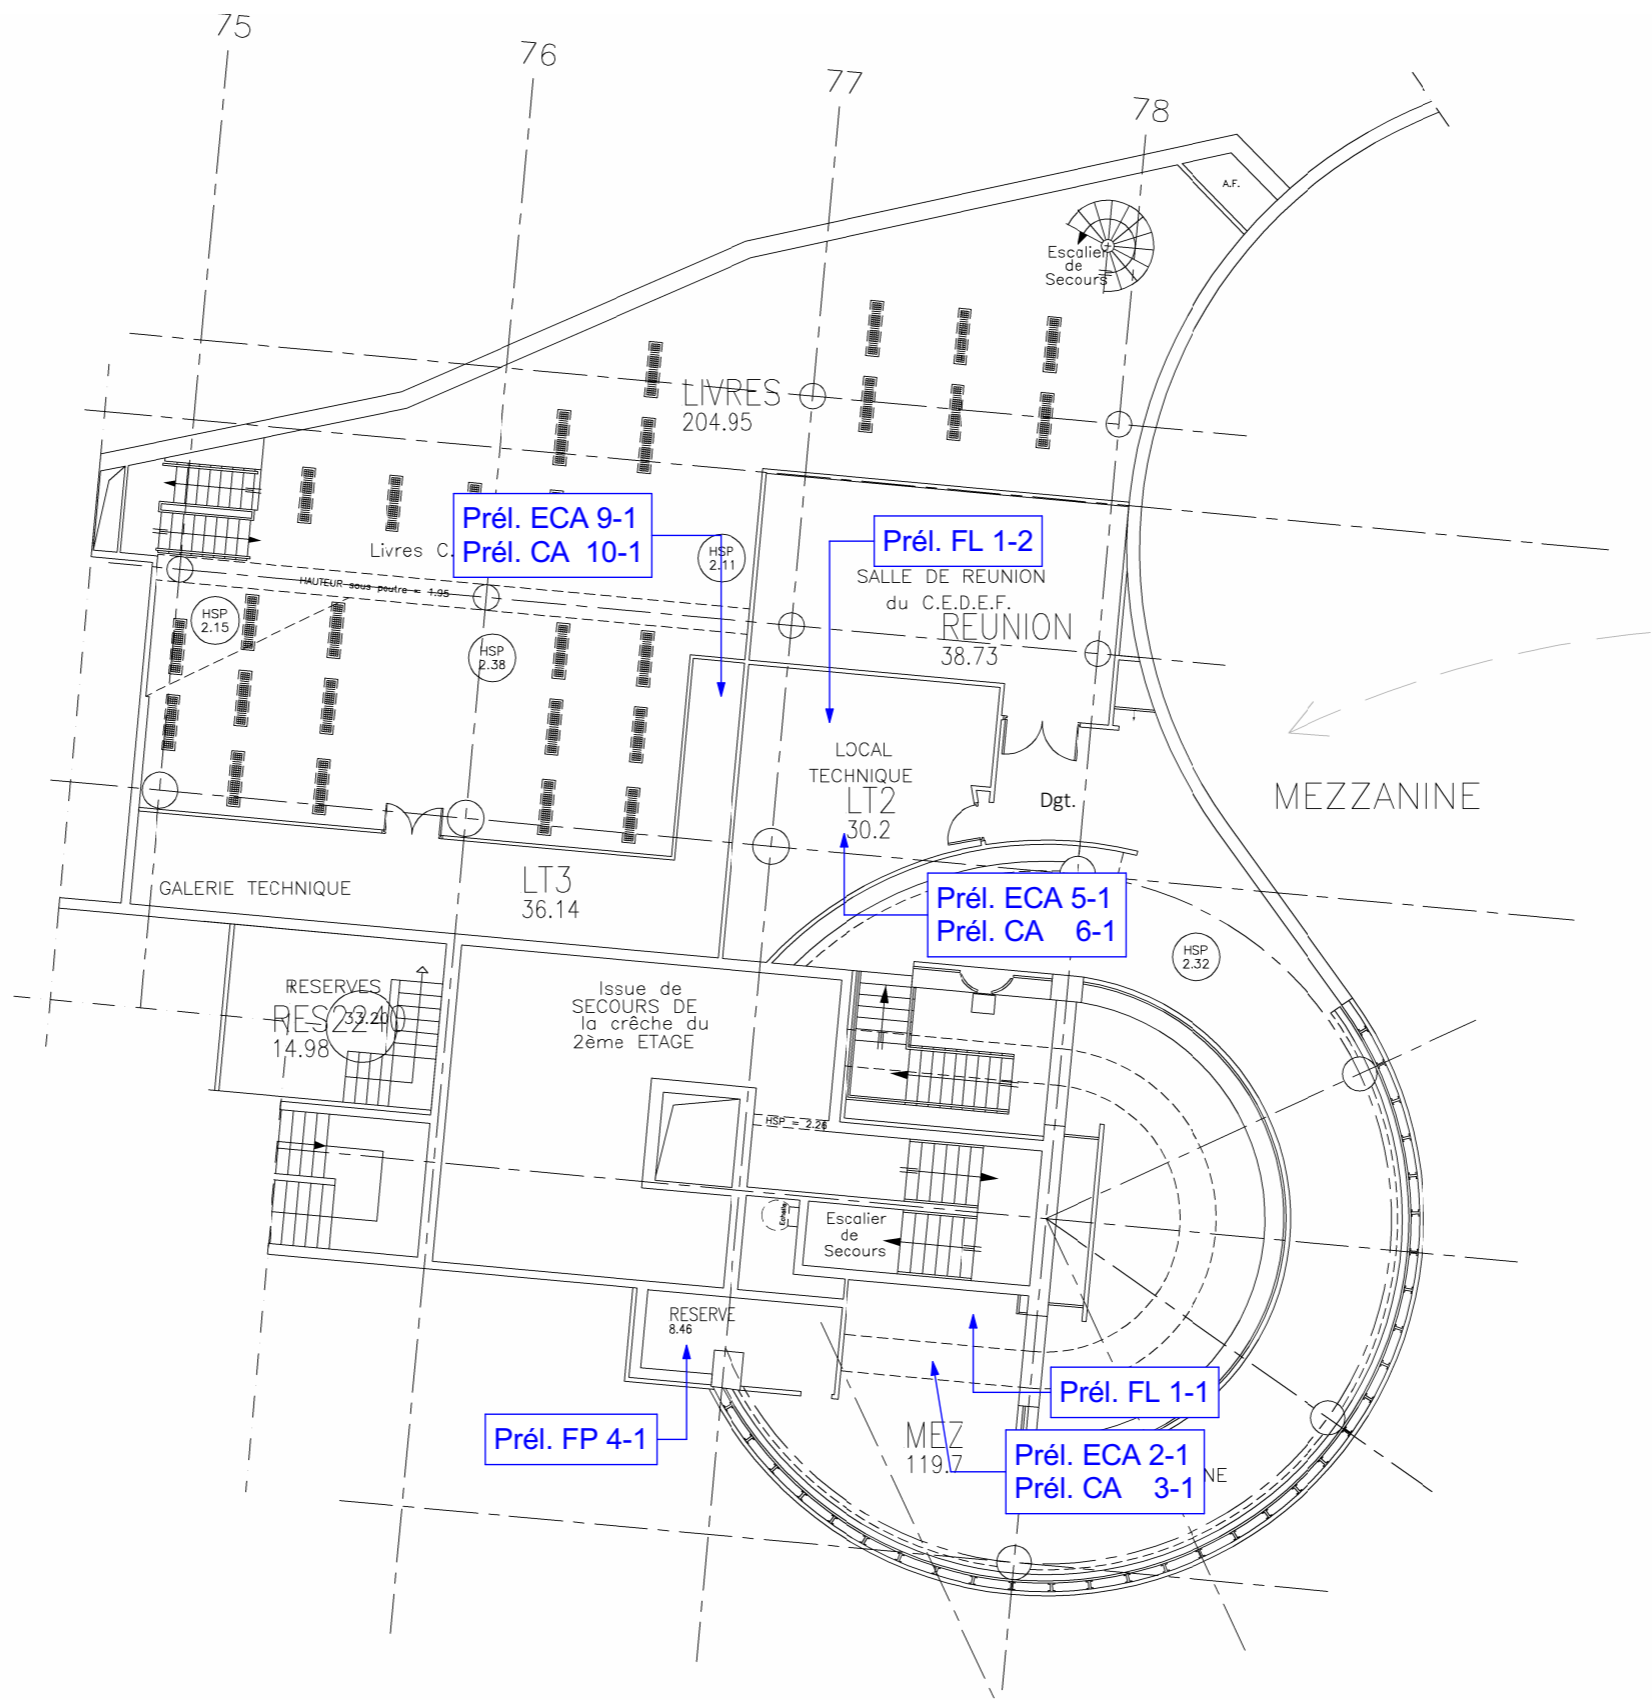 75
76
77
78
A.F.
Escalier
de
Secours
LIVRES
204.95
Prél. ECA 9-1
Prél. CA 10-1
Livres C.
HSP
2.11
Prél. FL 1-2
SALLE DE REUNION
du C.E.D.E.F.
REUNION
38.73
HAUTEUR sous poutre = 1.95
HSP
2.15
HSP
2.38
LOCAL
TECHNIQUE
LT2
30.2
Dgt.
MEZZANINE
GALERIE TECHNIQUE
LT3
36.14
Prél. ECA 5-1
Prél. CA 6-1
HSP
2.32
RESERVES
RES2210
33.20
14.98
Issue de
SECOURS DE
la crêche du
2ème ETAGE
HSP = 2.26
Echelle
Escalier
de
Secours
RESERVE
8.46
Prél. FL 1-1
Prél. FP 4-1
MEZ
119.7
Prél. ECA 2-1
Prél. CA 3-1
NE